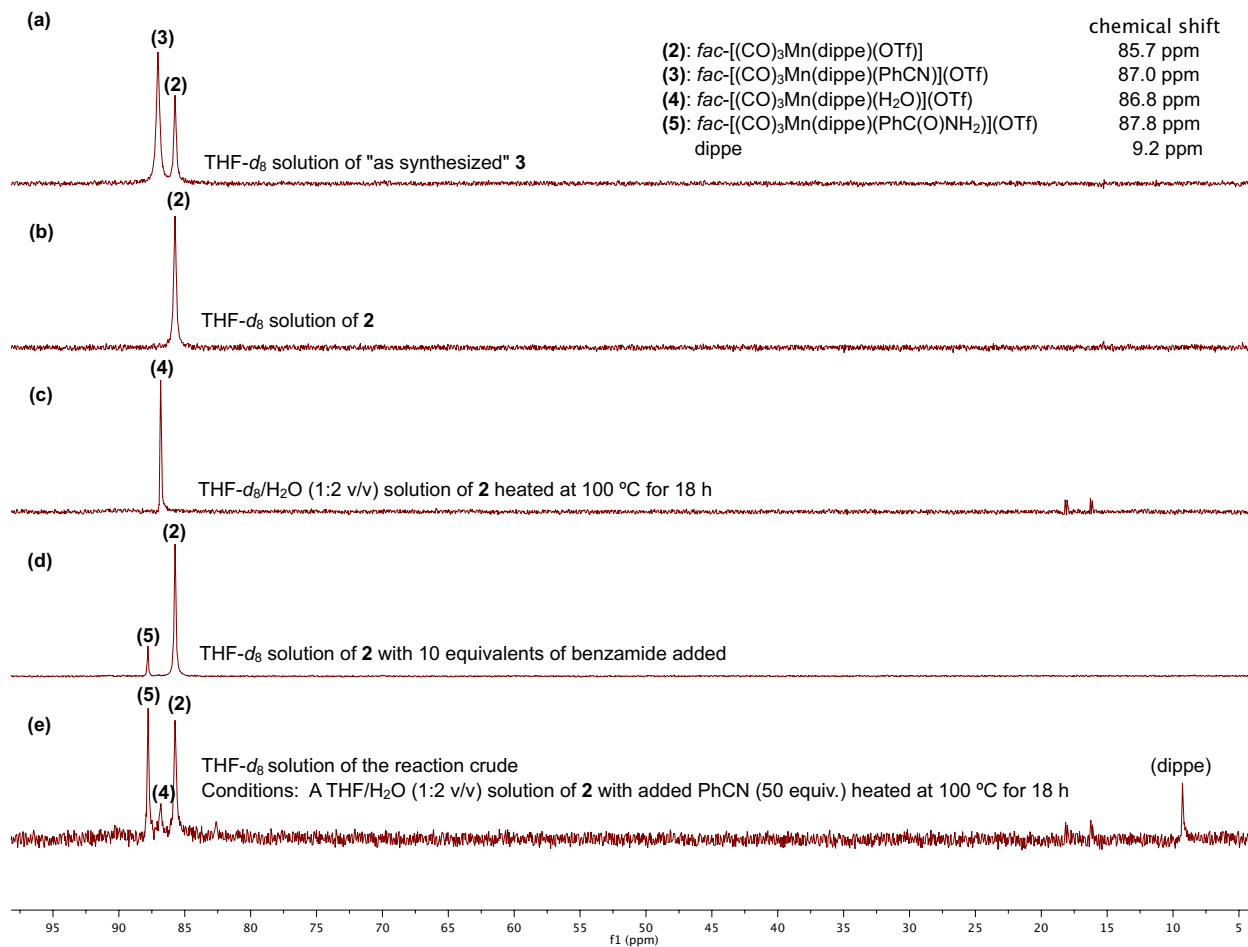 (a)
(3)
(2)
chemical shift
(2): fac-[(CO)₃Mn(dippe)(OTf)] 85.7 ppm
(3): fac-[(CO)₃Mn(dippe)(PhCN)](OTf) 87.0 ppm
(4): fac-[(CO)₃Mn(dippe)(H₂O)](OTf) 86.8 ppm
(5): fac-[(CO)₃Mn(dippe)(PhC(O)NH₂)](OTf) 87.8 ppm
dippe 9.2 ppm
THF-d₈ solution of "as synthesized" 3
(b)
(2)
THF-d₈ solution of 2
(c)
(4)
THF-d₈/H₂O (1:2 v/v) solution of 2 heated at 100 ºC for 18 h
(d)
(2)
(5)
THF-d₈ solution of 2 with 10 equivalents of benzamide added
(e)
(5)
(2)
(4)
THF-d₈ solution of the reaction crude
Conditions: A THF/H₂O (1:2 v/v) solution of 2 with added PhCN (50 equiv.) heated at 100 ºC for 18 h
(dippe)
95 90 85 80 75 70 65 60 55 50 45 40 35 30 25 20 15 10 5
f1 (ppm)